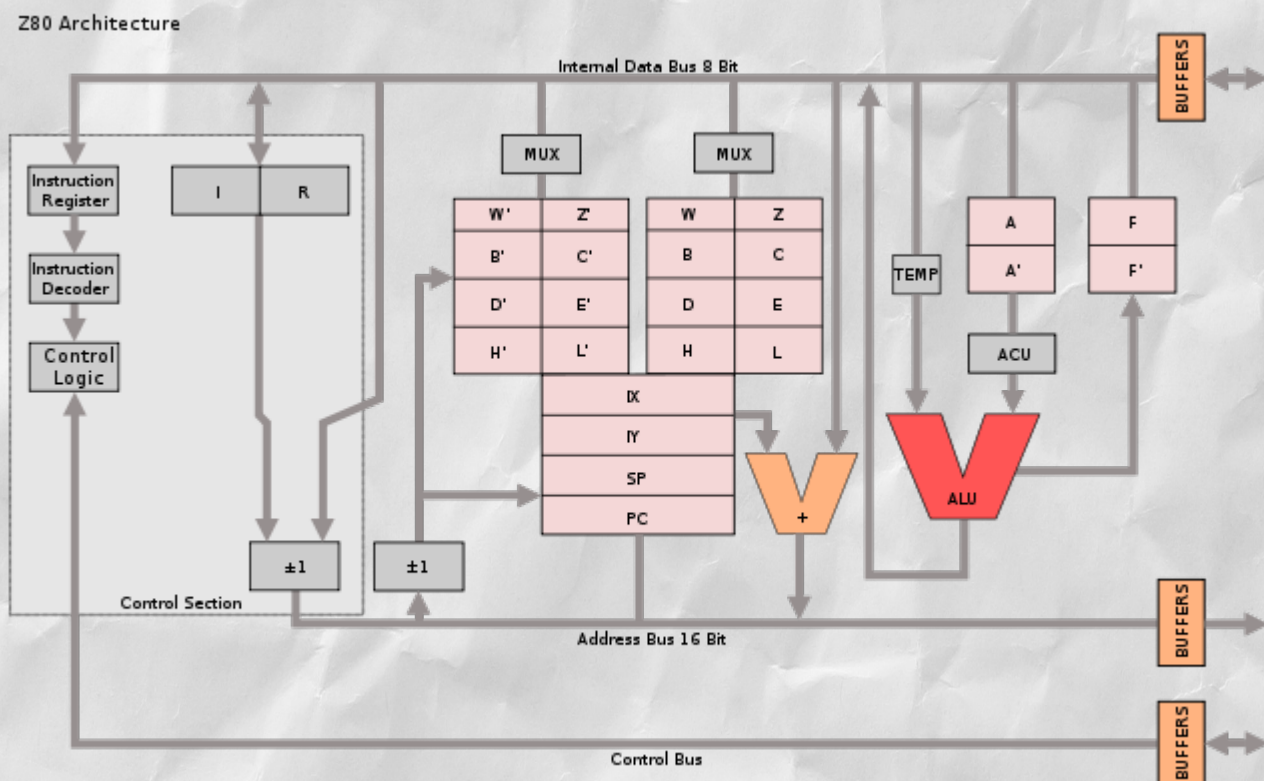 Z80 Architecture
Internal Data Bus 8 Bit
BUFFERS
MUX
MUX
Instruction
Register
I
R
W'
Z'
W
Z
A
F
B'
C'
B
C
A'
F'
Instruction
Decoder
TEMP
D'
E'
D
E
H'
L'
H
L
Control
Logic
ACU
IX
IY
SP
PC
+
ALU
±1
±1
Control Section
BUFFERS
Address Bus 16 Bit
BUFFERS
Control Bus